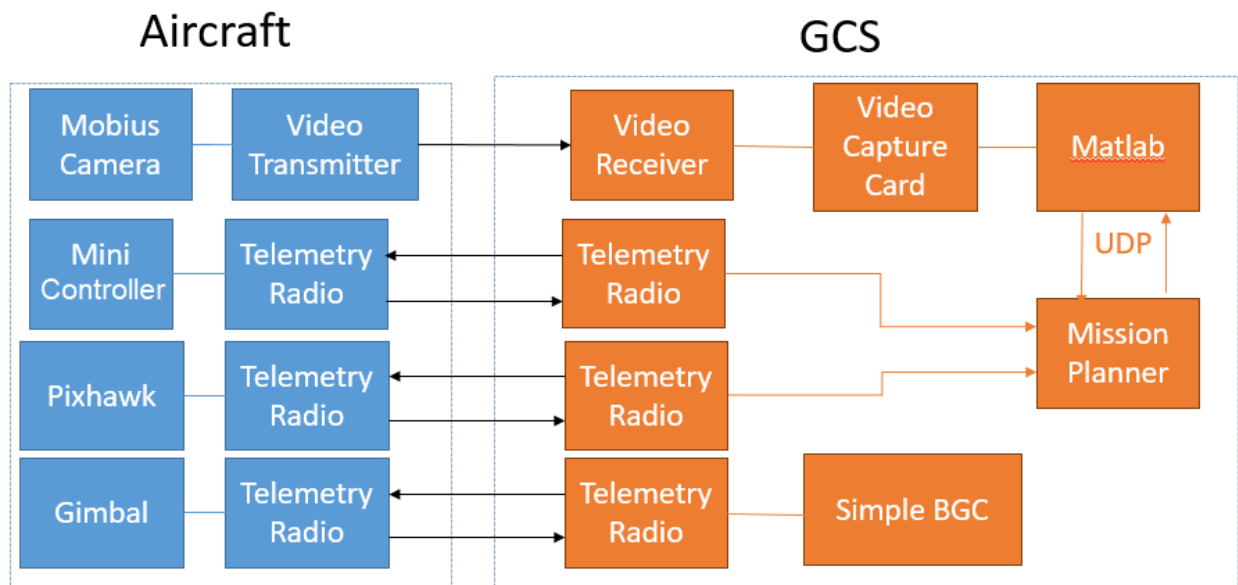 Aircraft
GCS
Mobius
Camera
Video
Transmitter
Video
Receiver
Video
Capture
Card
Matlab
Mini
Controller
Telemetry
Radio
Telemetry
Radio
UDP
Mission
Planner
Pixhawk
Telemetry
Radio
Telemetry
Radio
Gimbal
Telemetry
Radio
Telemetry
Radio
Simple BGC